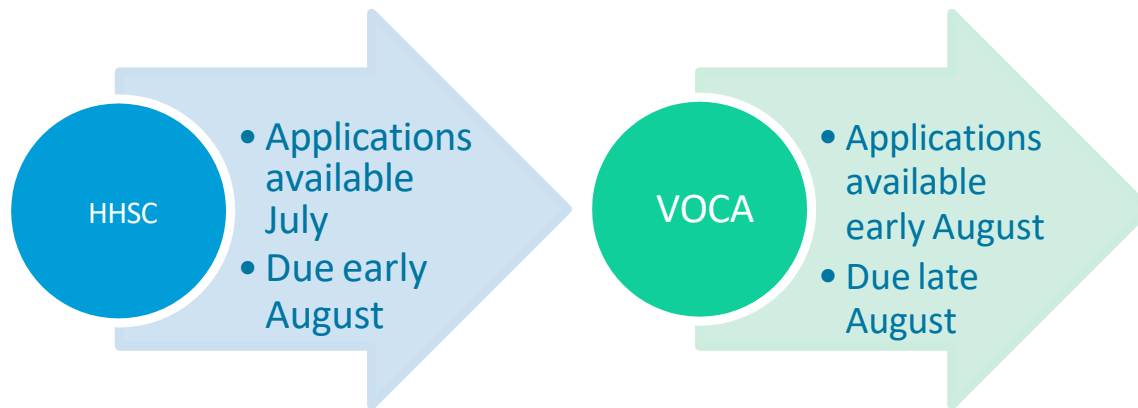 HHSC
• Applications
available
July
• Due early
August
VOCA
• Applications
available
early August
• Due late
August